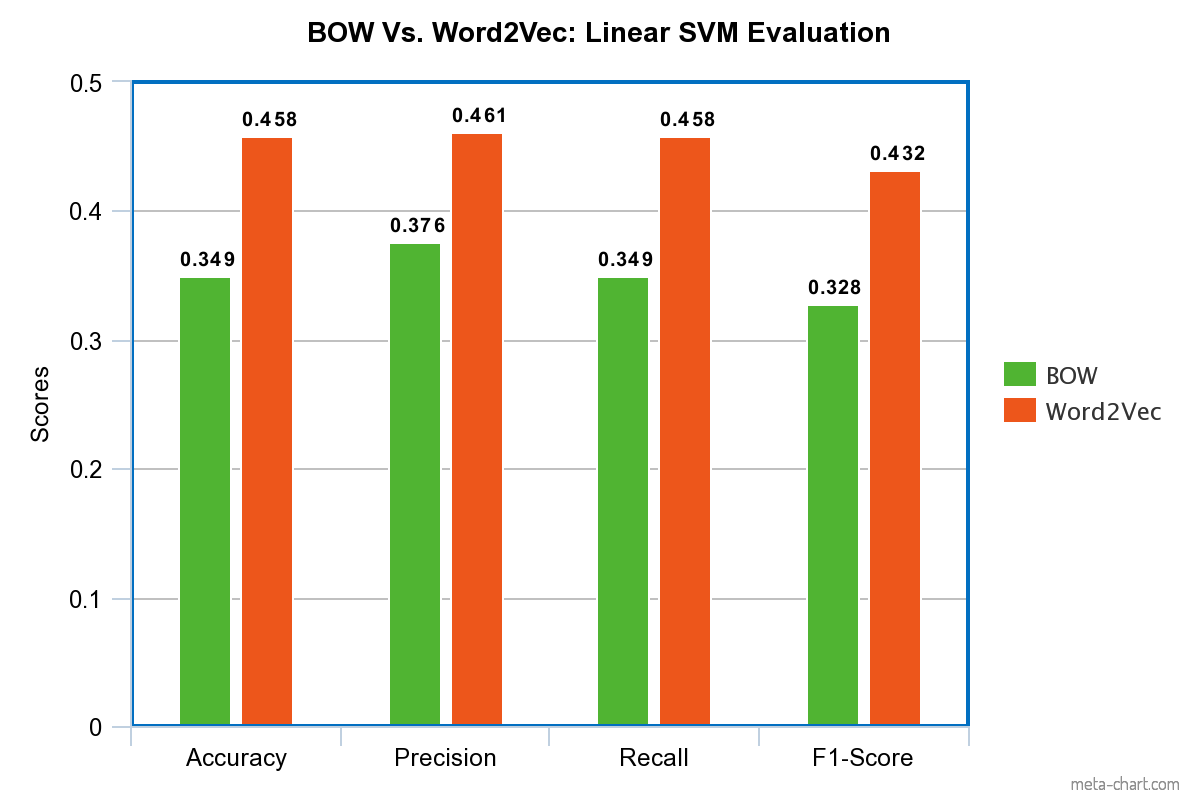 BOW Vs. Word2Vec: Linear SVM Evaluation
0.5
0.4
0.3
0.2
0.1
0
Scores
0.349
0.458
0.376
0.461
0.349
0.458
0.328
0.432
Accuracy
Precision
Recall
F1-Score
BOW
Word2Vec
meta-chart.com